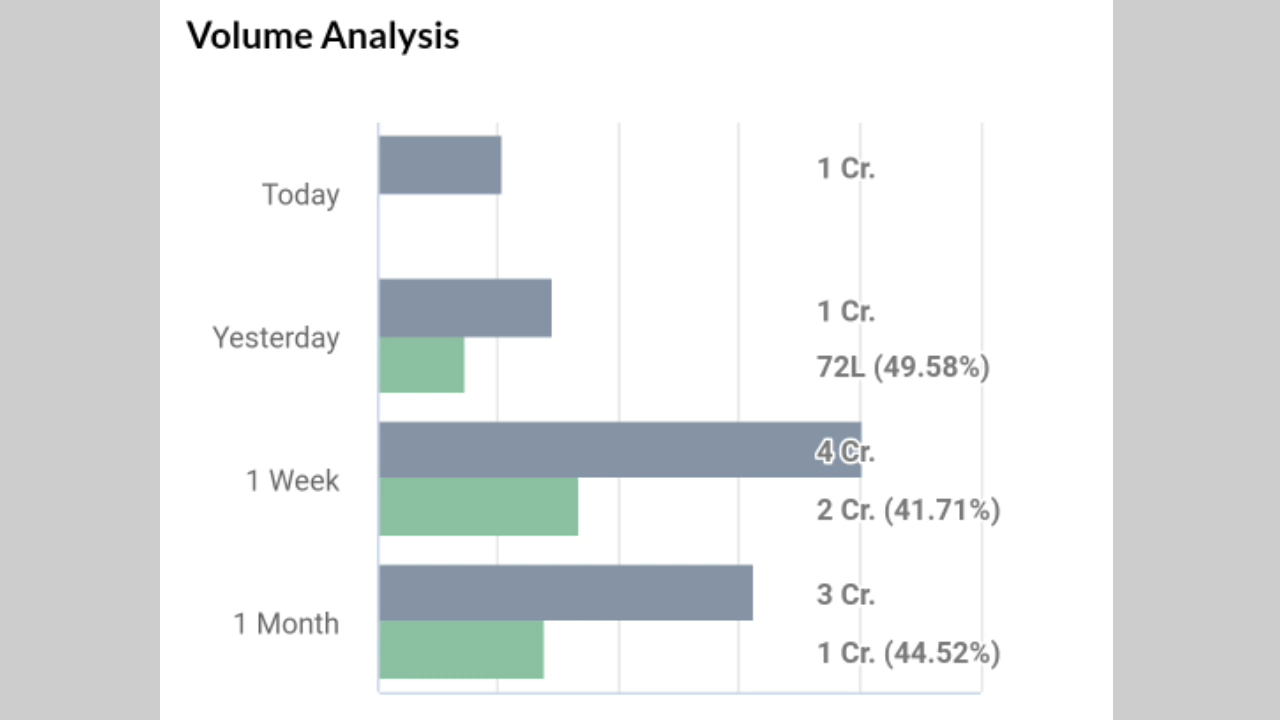 Volume Analysis
Today
1 Cr.
Yesterday
1 Cr.
72L (49.58%)
1 Week
4 Cr.
2 Cr. (41.71%)
1 Month
3 Cr.
1 Cr. (44.52%)